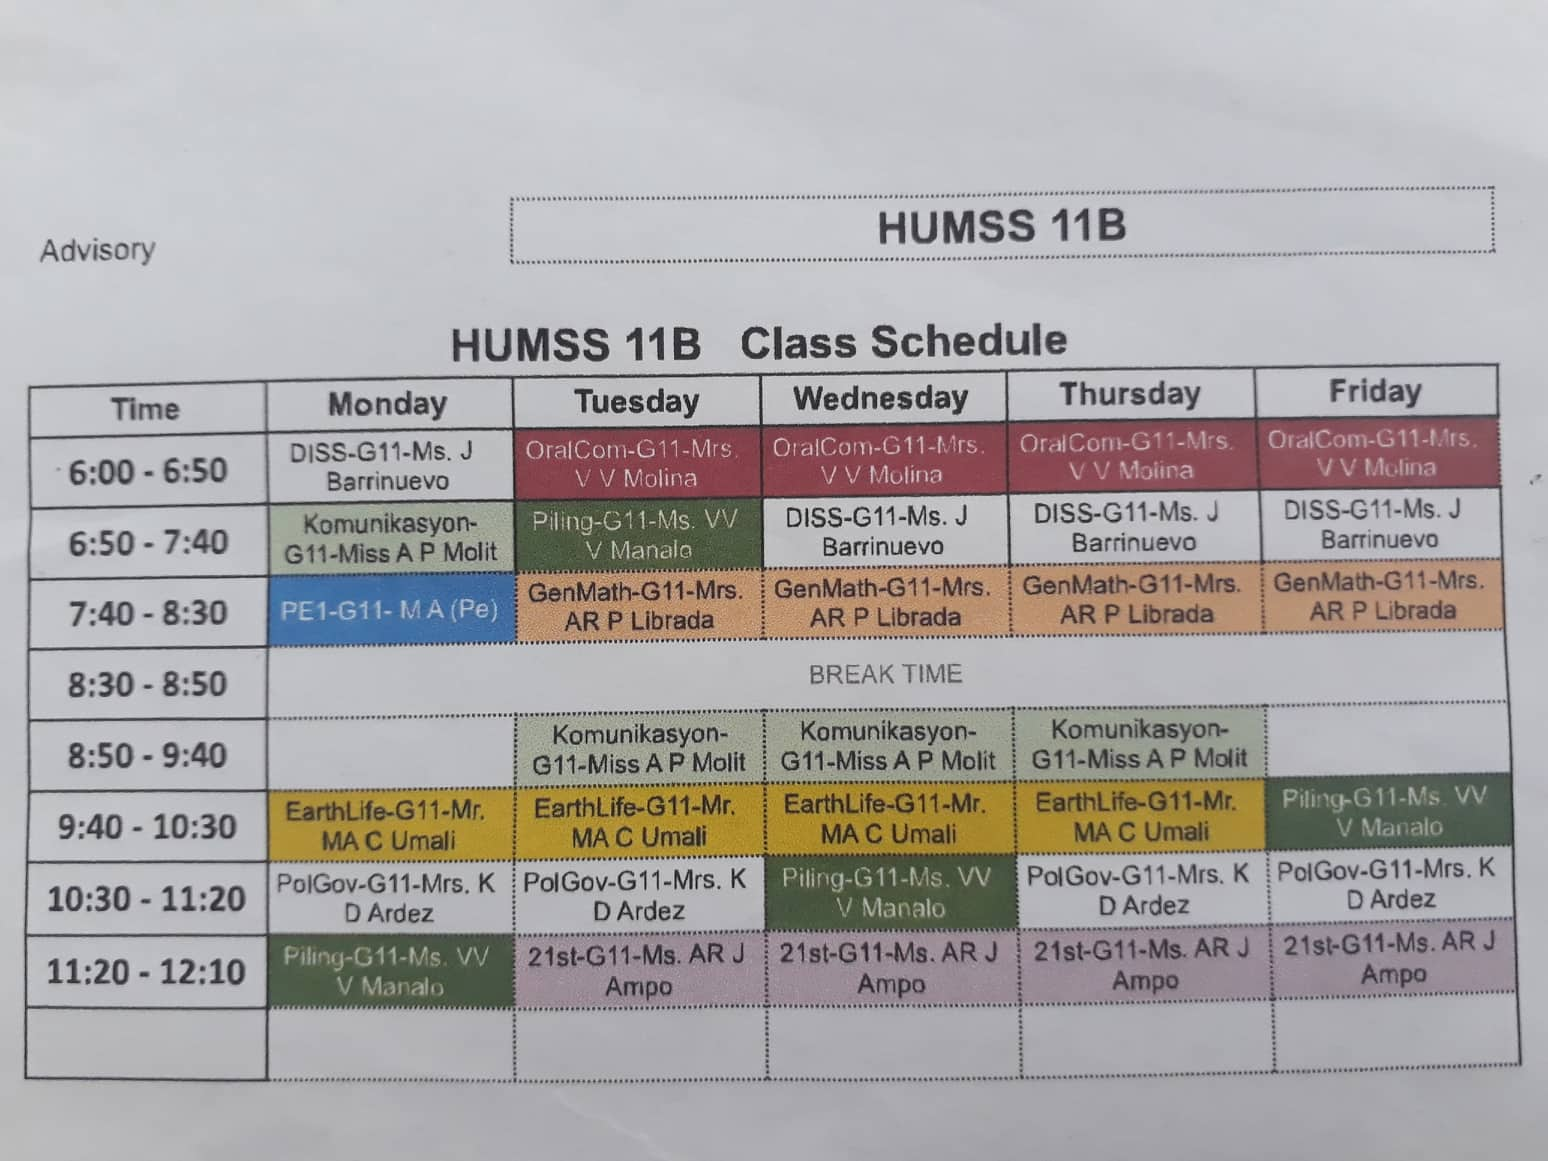 Advisory
HUMSS 11B
HUMSS 11B Class Schedule
Time Monday Tuesday Wednesday Thursday Friday
6:00 - 6:50
DISS-G11-Ms. J
Barrinuevo
OralCom-G11-Mrs.
V V Molina
OralCom-G11-Mrs.
V V Molina
OralCom-G11-Mrs.
V V Molina
OralCom-G11-Mrs.
V V Molina
6:50 - 7:40
Komunikasyon-
G11-Miss A P Molit
Piling-G11-Ms. VV
V Manalo
DISS-G11-Ms. J
Barrinuevo
DISS-G11-Ms. J
Barrinuevo
DISS-G11-Ms. J
Barrinuevo
7:40 - 8:30
PE1-G11- M A (Pe)
GenMath-G11-Mrs.
AR P Librada
GenMath-G11-Mrs.
AR P Librada
GenMath-G11-Mrs.
AR P Librada
GenMath-G11-Mrs.
AR P Librada
8:30 - 8:50
BREAK TIME
8:50 - 9:40
Komunikasyon-
G11-Miss A P Molit
Komunikasyon-
G11-Miss A P Molit
Komunikasyon-
G11-Miss A P Molit
9:40 - 10:30
EarthLife-G11-Mr.
MA C Umali
EarthLife-G11-Mr.
MA C Umali
EarthLife-G11-Mr.
MA C Umali
EarthLife-G11-Mr.
MA C Umali
Piling-G11-Ms. VV
V Manalo
10:30 - 11:20
PolGov-G11-Mrs. K
D Ardez
PolGov-G11-Mrs. K
D Ardez
Piling-G11-Ms. VV
V Manalo
PolGov-G11-Mrs. K
D Ardez
PolGov-G11-Mrs. K
D Ardez
11:20 - 12:10
Piling-G11-Ms. VV
V Manalo
21st-G11-Ms. AR J
Ampo
21st-G11-Ms. AR J
Ampo
21st-G11-Ms. AR J
Ampo
21st-G11-Ms. AR J
Ampo